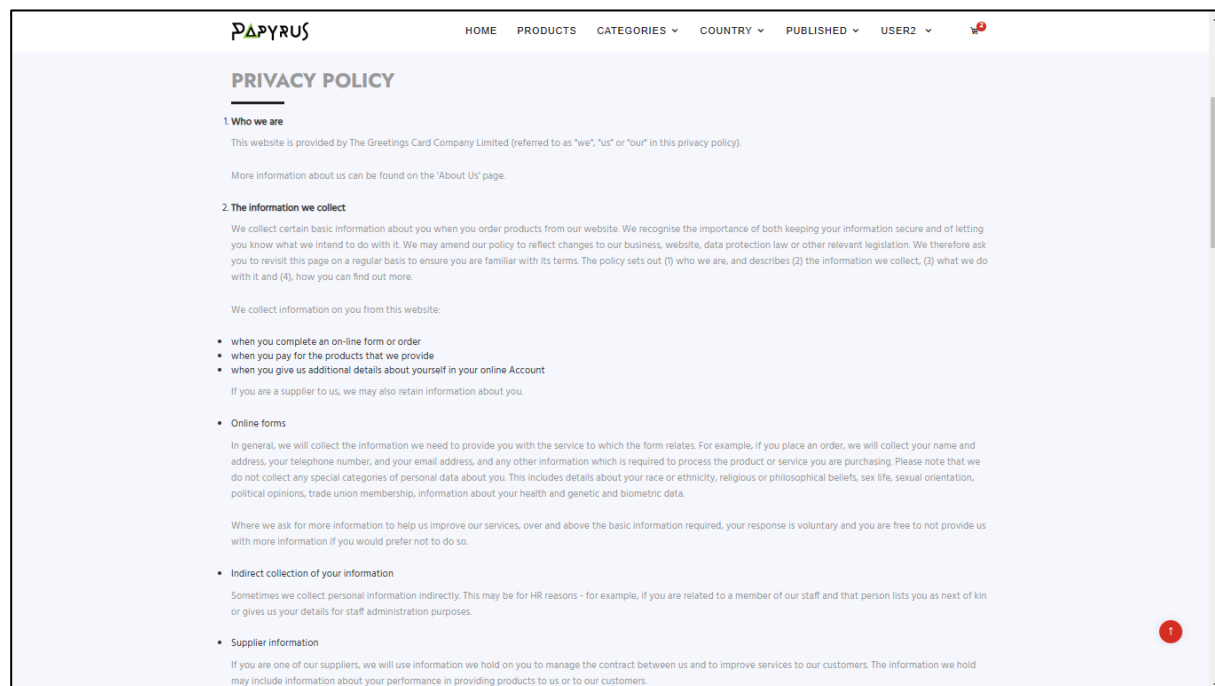 PAPYRUS HOME PRODUCTS CATEGORIES COUNTRY PUBLISHED USER2 2
PRIVACY POLICY
1. Who we are
This website is provided by The Greetings Card Company Limited (referred to as "we", "us" or "our" in this privacy policy).
More information about us can be found on the 'About Us' page.
2. The information we collect
We collect certain basic information about you when you order products from our website. We recognise the importance of both keeping your information secure and of letting
you know what we intend to do with it. We may amend our policy to reflect changes to our business, website, data protection law or other relevant legislation. We therefore ask
you to revisit this page on a regular basis to ensure you are familiar with its terms. The policy sets out (1) who we are, and describes (2) the information we collect, (3) what we do
with it and (4), how you can find out more.
We collect information on you from this website:
• when you complete an on-line form or order
• when you pay for the products that we provide
• when you give us additional details about yourself in your online Account
If you are a supplier to us, we may also retain information about you.
• Online forms
In general, we will collect the information we need to provide you with the service to which the form relates. For example, if you place an order, we will collect your name and
address, your telephone number, and your email address, and any other information which is required to process the product or service you are purchasing. Please note that we
do not collect any special categories of personal data about you. This includes details about your race or ethnicity, religious or philosophical beliefs, sex life, sexual orientation,
political opinions, trade union membership, information about your health and genetic and biometric data.
Where we ask for more information to help us improve our services, over and above the basic information required, your response is voluntary and you are free to not provide us
with more information if you would prefer not to do so.
• Indirect collection of your information
Sometimes we collect personal information indirectly. This may be for HR reasons - for example, if you are related to a member of our staff and that person lists you as next of kin
or gives us your details for staff administration purposes.
• Supplier information
If you are one of our suppliers, we will use information we hold on you to manage the contract between us and to improve services to our customers. The information we hold
may include information about your performance in providing products to us or to our customers.